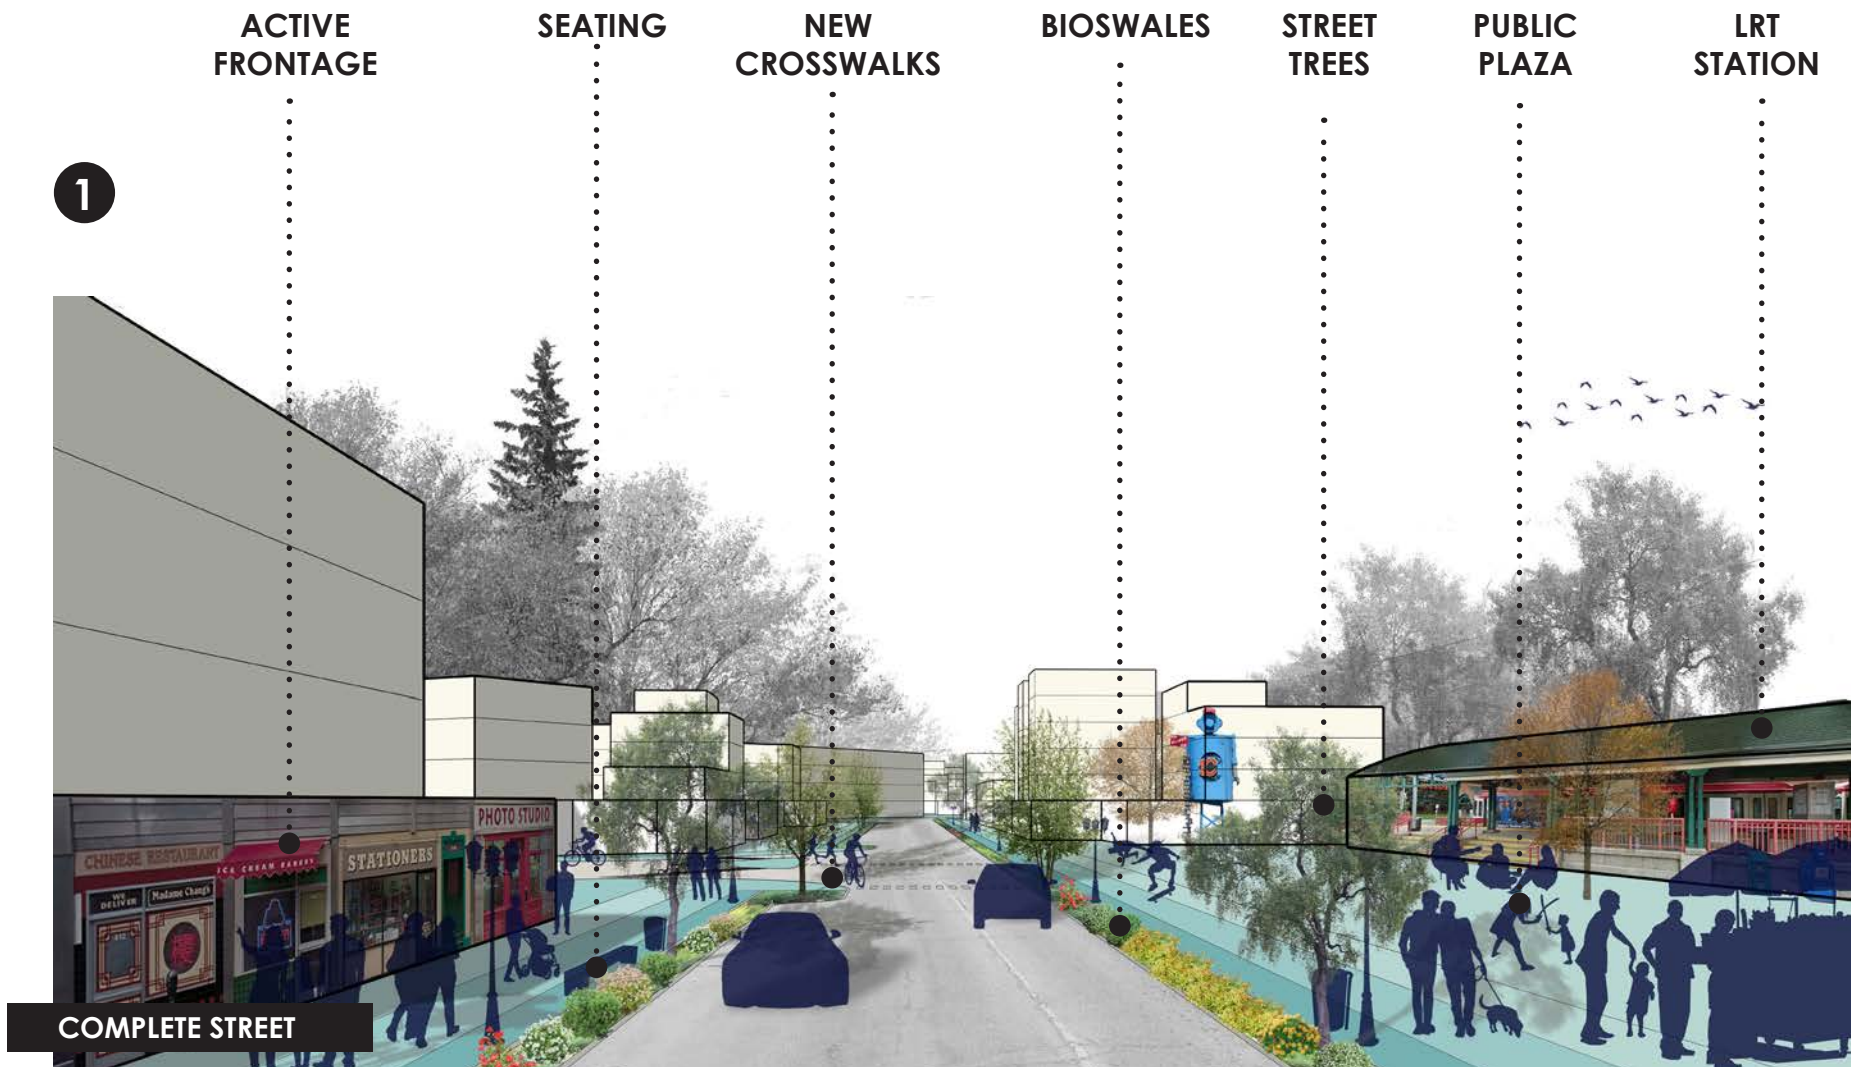 ACTIVE
FRONTAGE
SEATING
NEW
CROSSWALKS
BIOSWALES
STREET
TREES
PUBLIC
PLAZA
LRT
STATION
1
CHINESE RESTAURANT
ICE CREAM BAKERY
STATIONERS
PHOTO STUDIO
WE
DELIVER
Madame Chang's
COMPLETE STREET